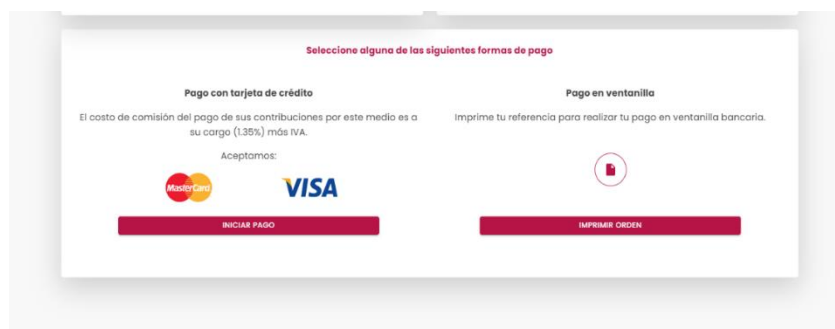 Seleccione alguna de las siguientes formas de pago
Pago con tarjeta de crédito
El costo de comisión del pago de sus contribuciones por este medio es a
su cargo (1.35%) más IVA.
Aceptamos:
MasterCard
VISA
INICIAR PAGO
Pago en ventanilla
Imprime tu referencia para realizar tu pago en ventanilla bancaria.
IMPRIMIR ORDEN